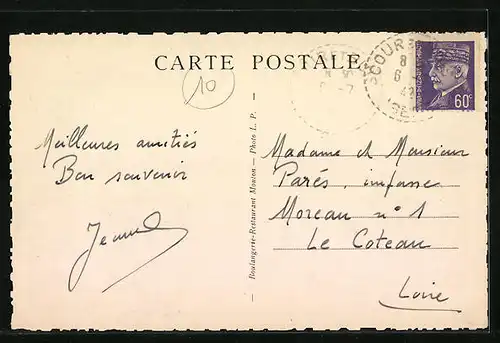 CARTE POSTALE
10
60c
Meilleures amitiés
Bon souvenir
Boulangerie-Restaurant Mouton — Photo L. P. —
Madame et Monsieur
Parés, impasse
Moreau n° 1
Le Coteau
Loire